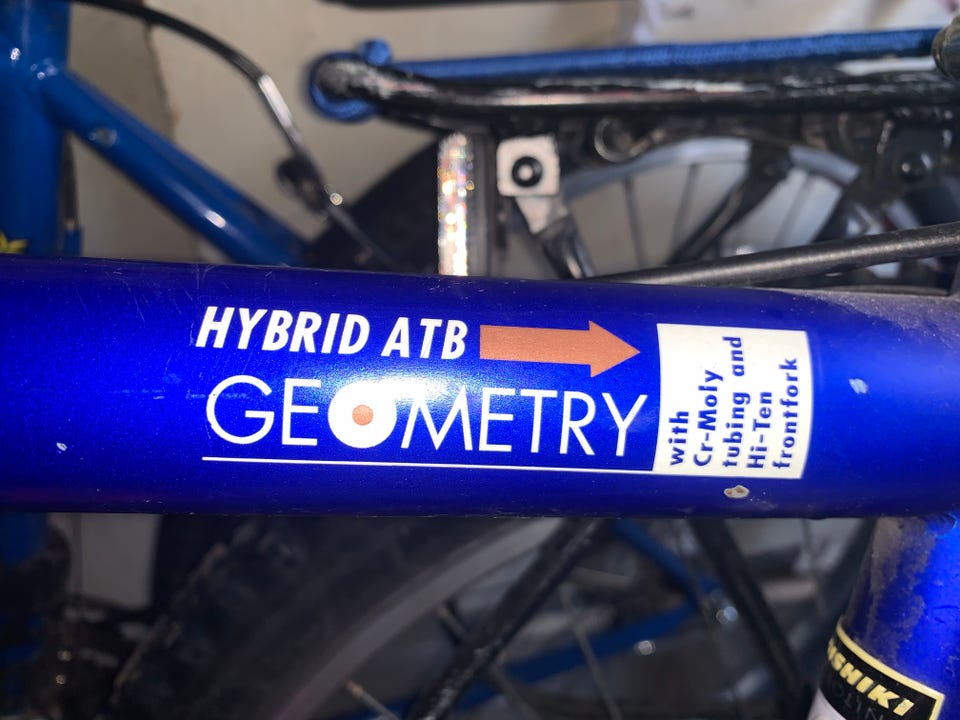 HYBRID ATB
GEOMETRY
with
Cr-Moly
tubing and
Hi-Ten
frontfork